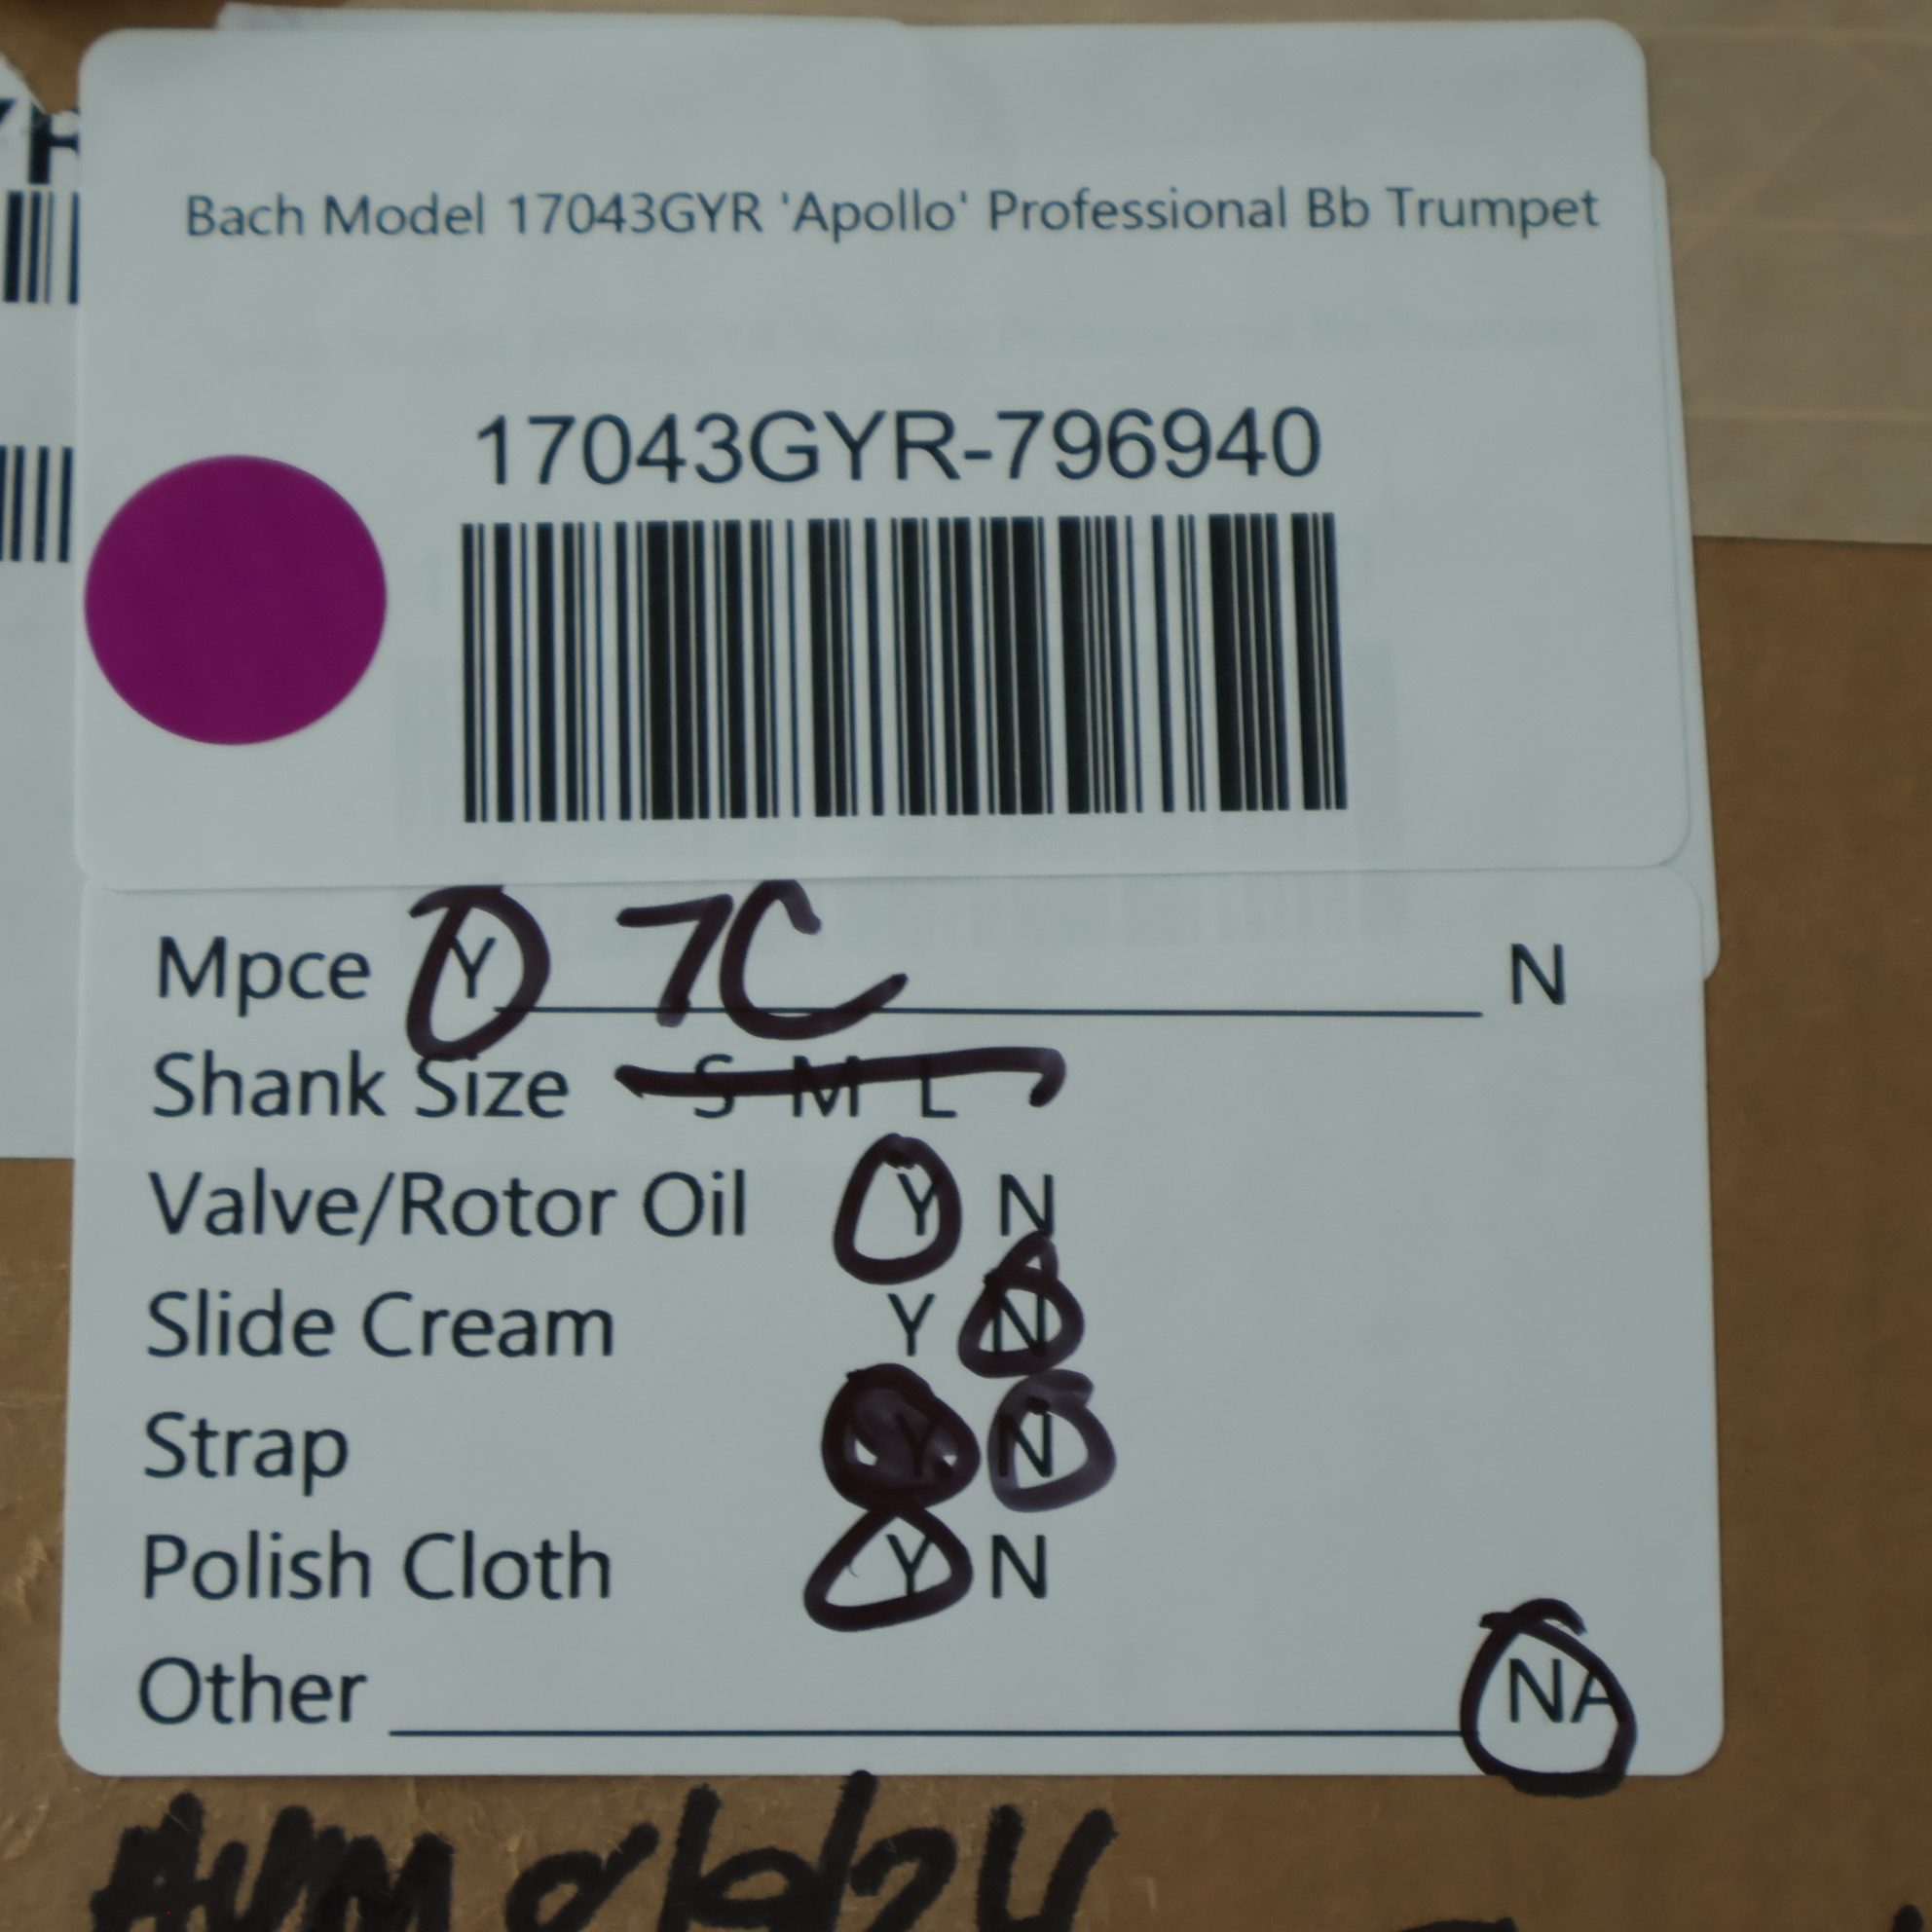 Bach Model 17043GYR 'Apollo' Professional Bb Trumpet
17043GYR-796940
Mpce Y 7C N
Shank Size S M L
Valve/Rotor Oil Y N
Slide Cream Y N
Strap Y N
Polish Cloth Y N
Other NA